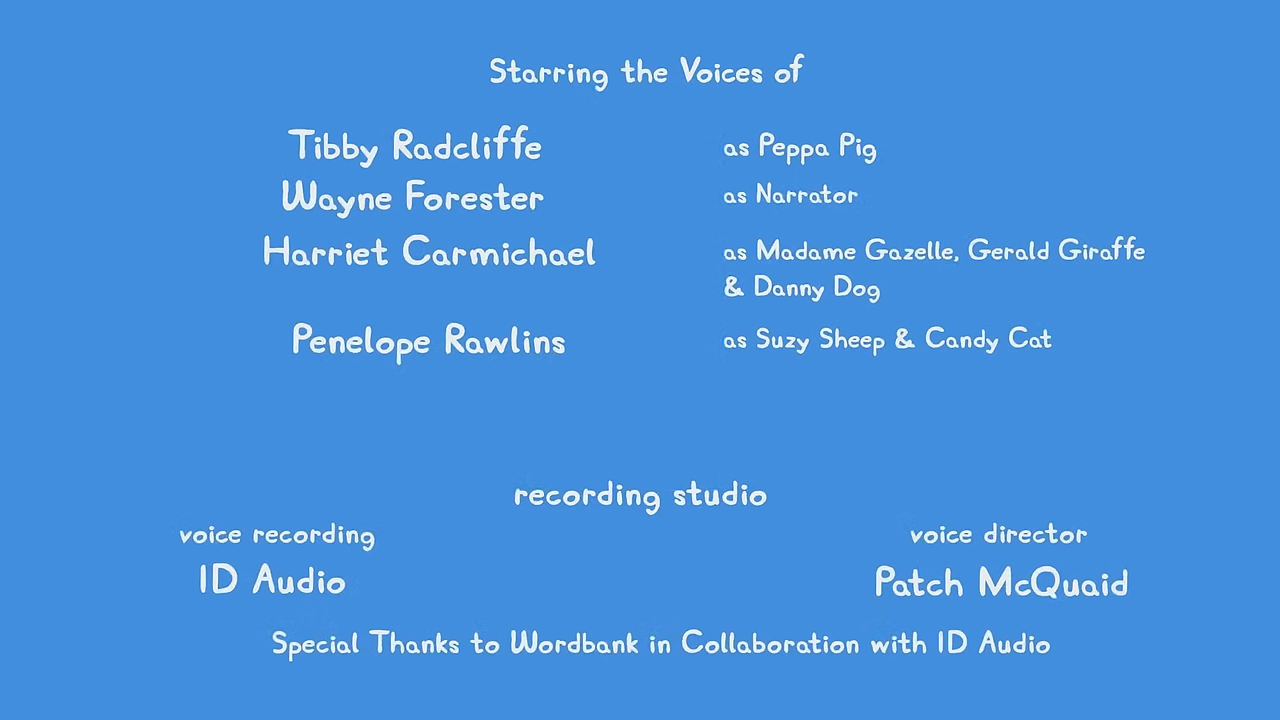 Starring the Voices of
Tibby Radcliffe as Peppa Pig
Wayne Forester as Narrator
Harriet Carmichael as Madame Gazelle, Gerald Giraffe
& Danny Dog
Penelope Rawlins as Suzy Sheep & Candy Cat
recording studio
voice recording voice director
ID Audio Patch McQuaid
Special Thanks to Wordbank in Collaboration with ID Audio